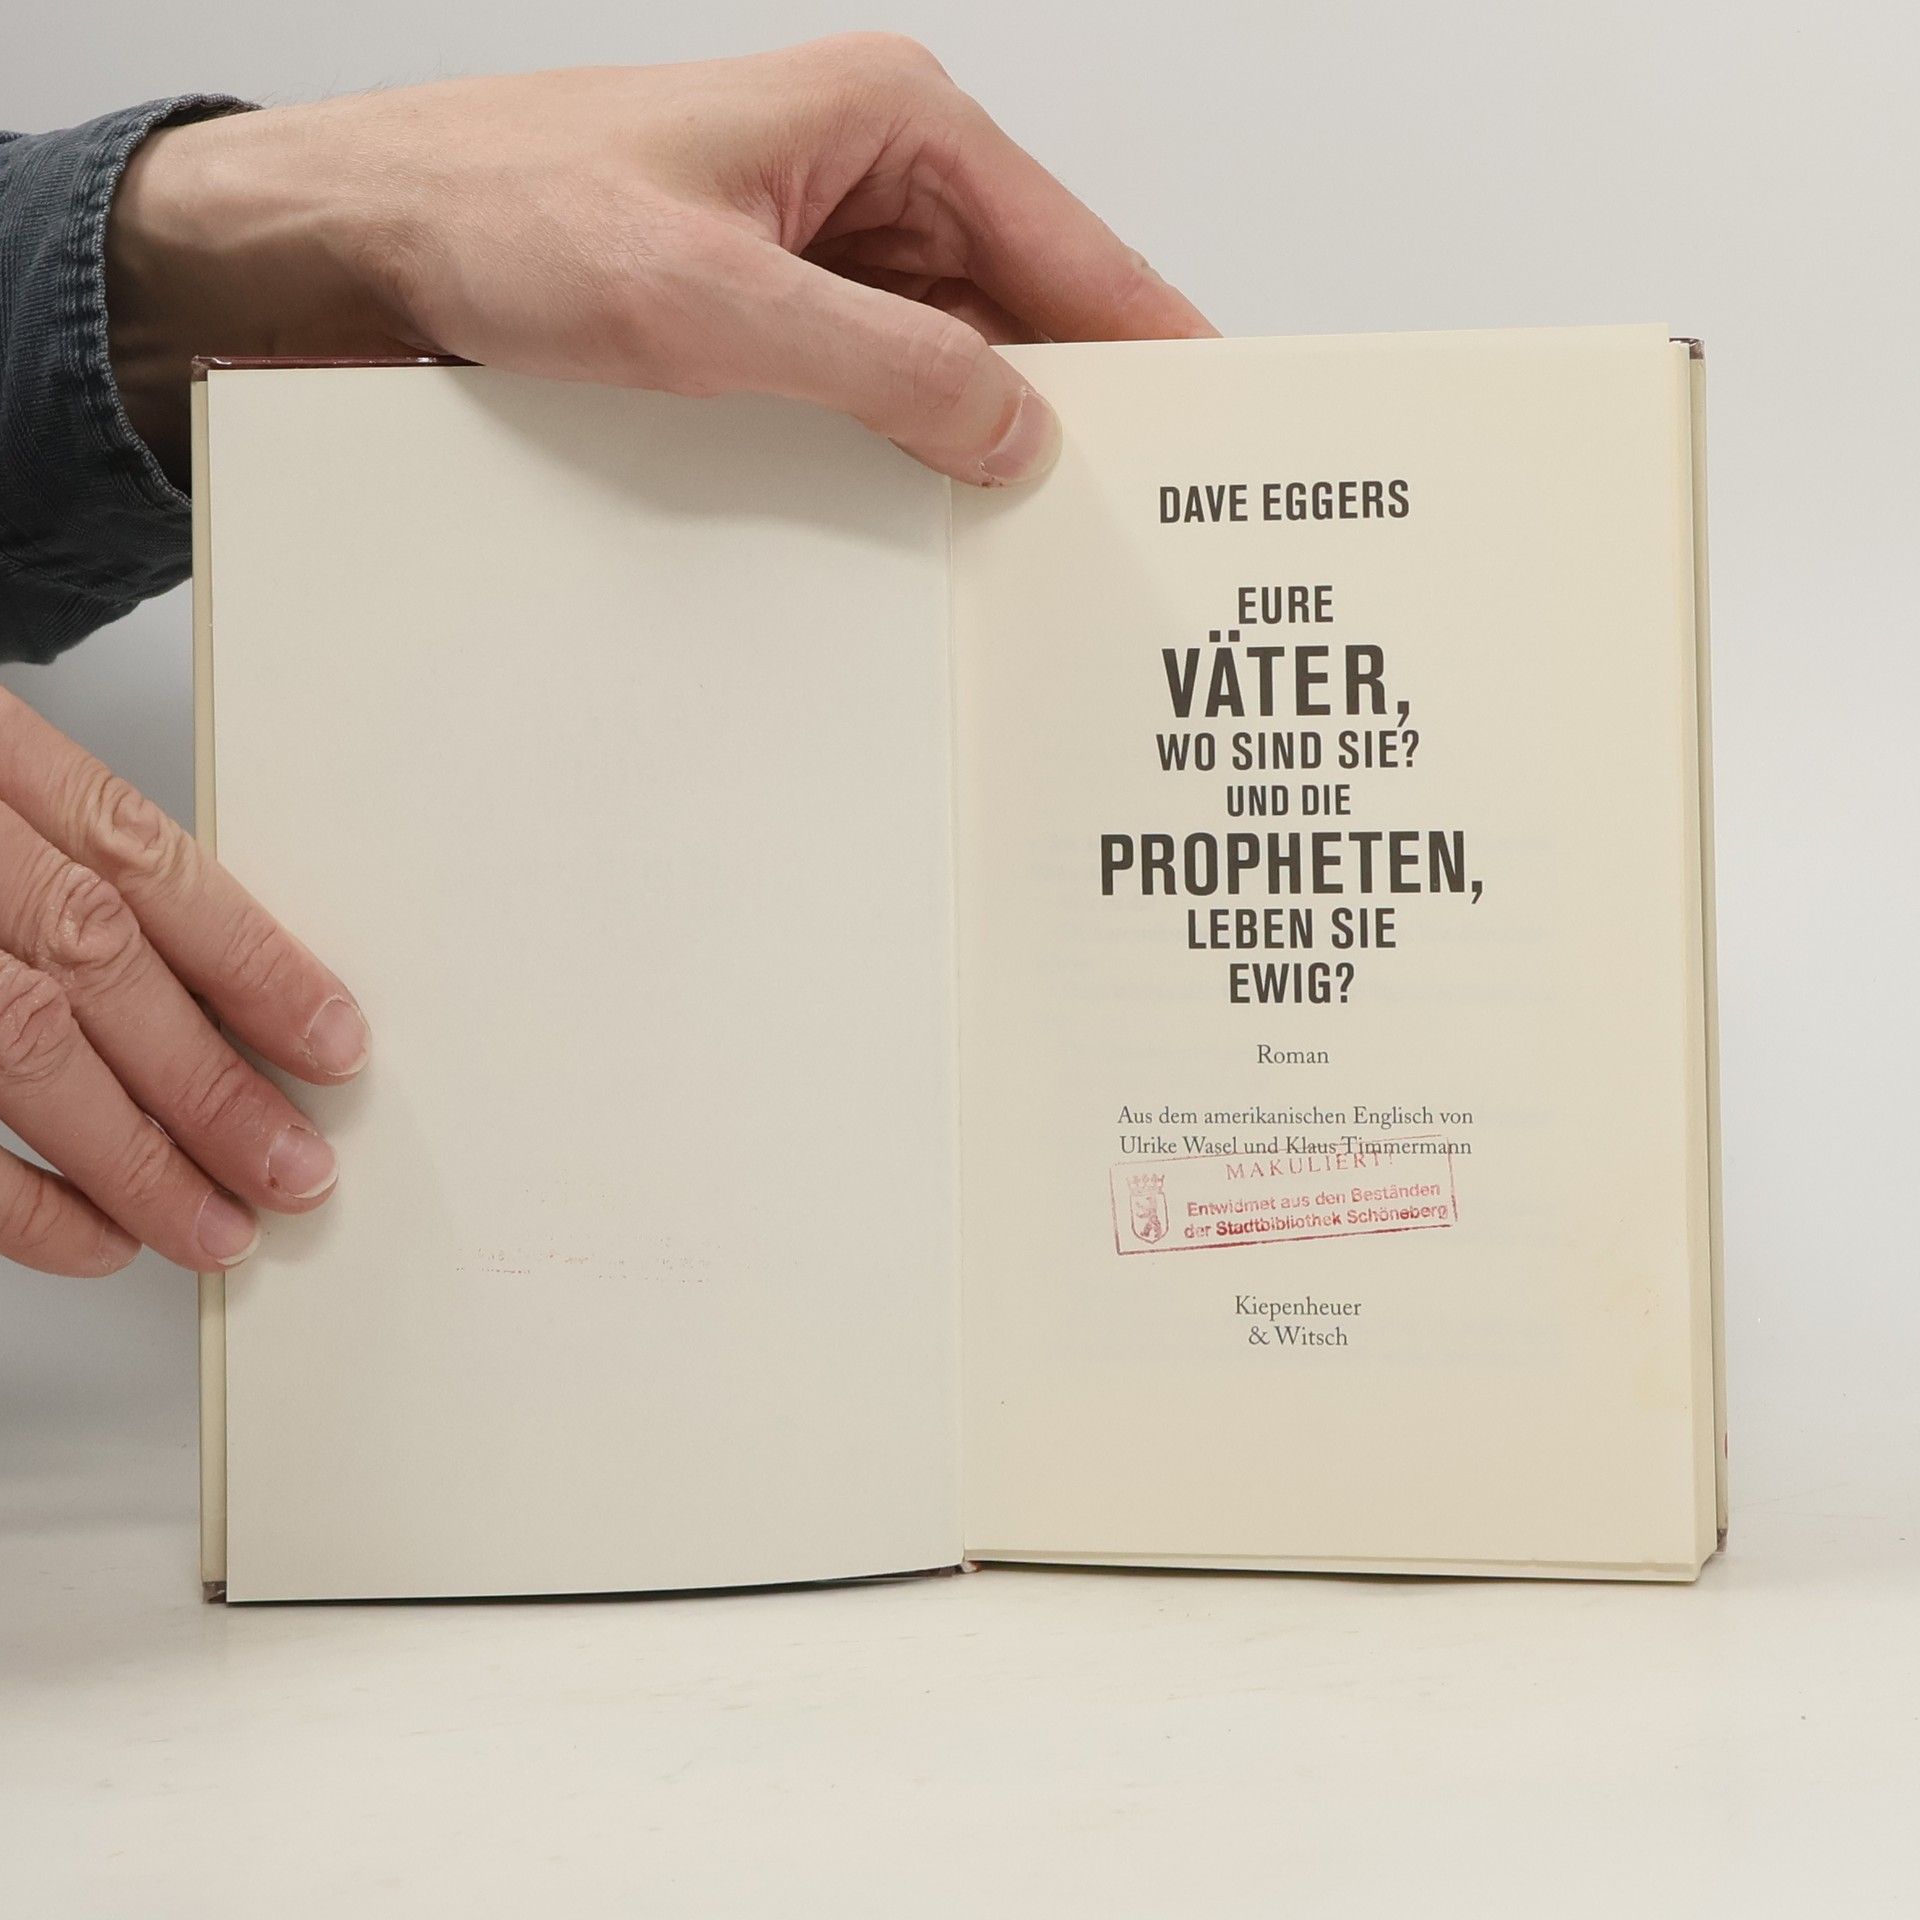 DAVE EGGERS
EURE
VÄTER,
WO SIND SIE?
UND DIE
PROPHETEN,
LEBEN SIE
EWIG?
Roman
Aus dem amerikanischen Englisch von
Ulrike Wasel und Klaus Timmermann
MAKULIERT!
Entwidmet aus den Beständen
der Stadtbibliothek Schöneberg
Kiepenheuer
& Witsch